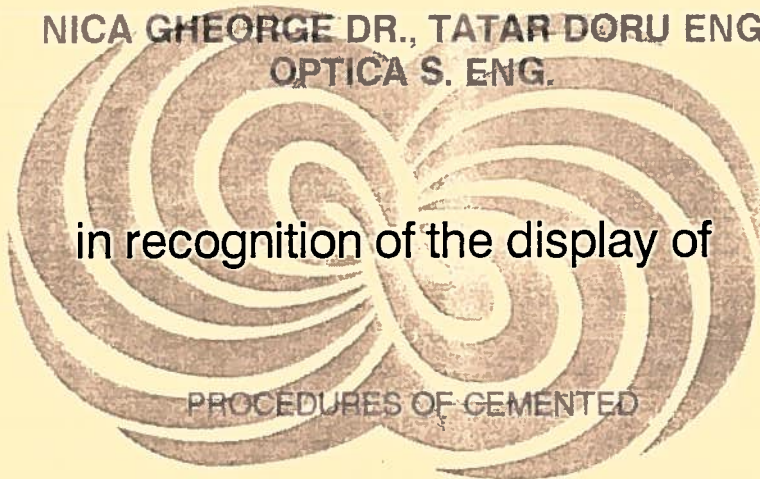 NICA GHEORGE DR., TATAR DORU ENG
OPTICA S. ENG.
in recognition of the display of
PROCEDURES OF CEMENTED